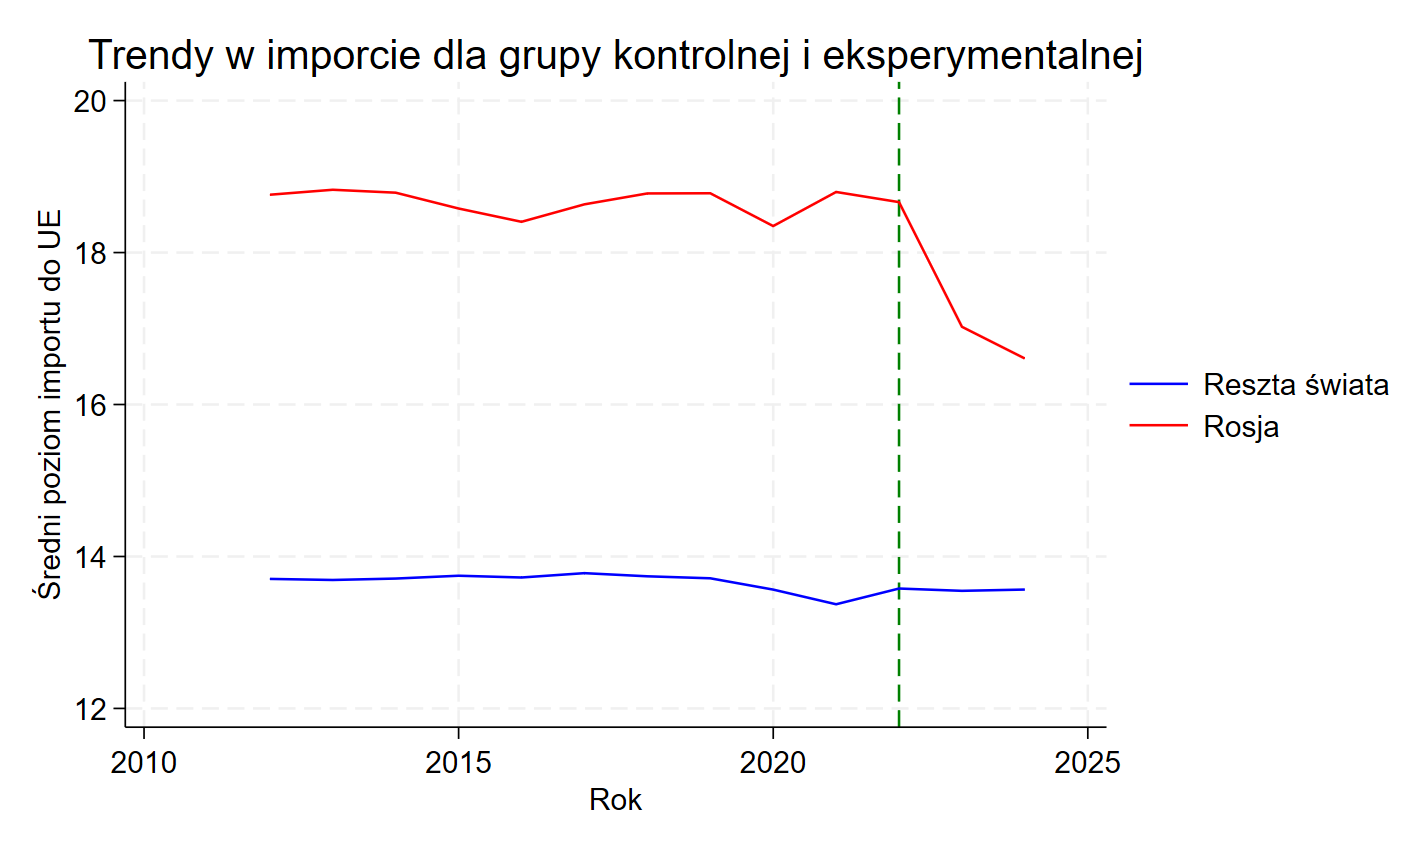 Trendy w imporcie dla grupy kontrolnej i eksperymentalnej
Średni poziom importu do UE
20
18
16
14
12
2010
2015
2020
2025
Rok
Reszta świata
Rosja